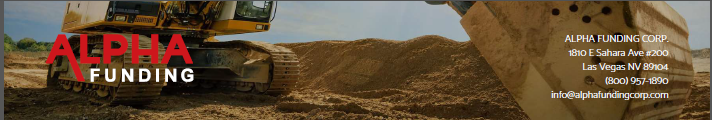 ALPHA
FUNDING
ALPHA FUNDING CORP.
1810 E Sahara Ave #200
Las Vegas NV 89104
(800) 957-1890
info@alphafundingcorp.com